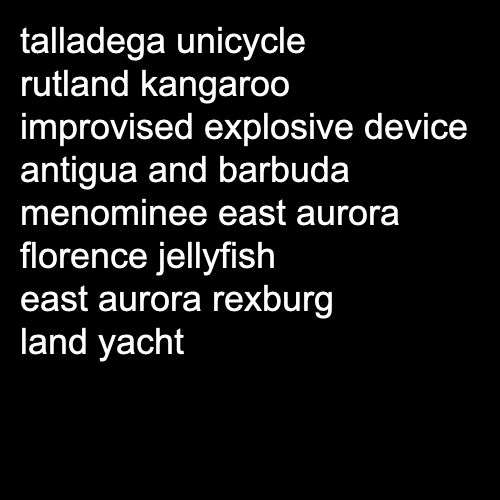 talladega unicycle
rutland kangaroo
improvised explosive device
antigua and barbuda
menominee east aurora
florence jellyfish
east aurora rexburg
land yacht